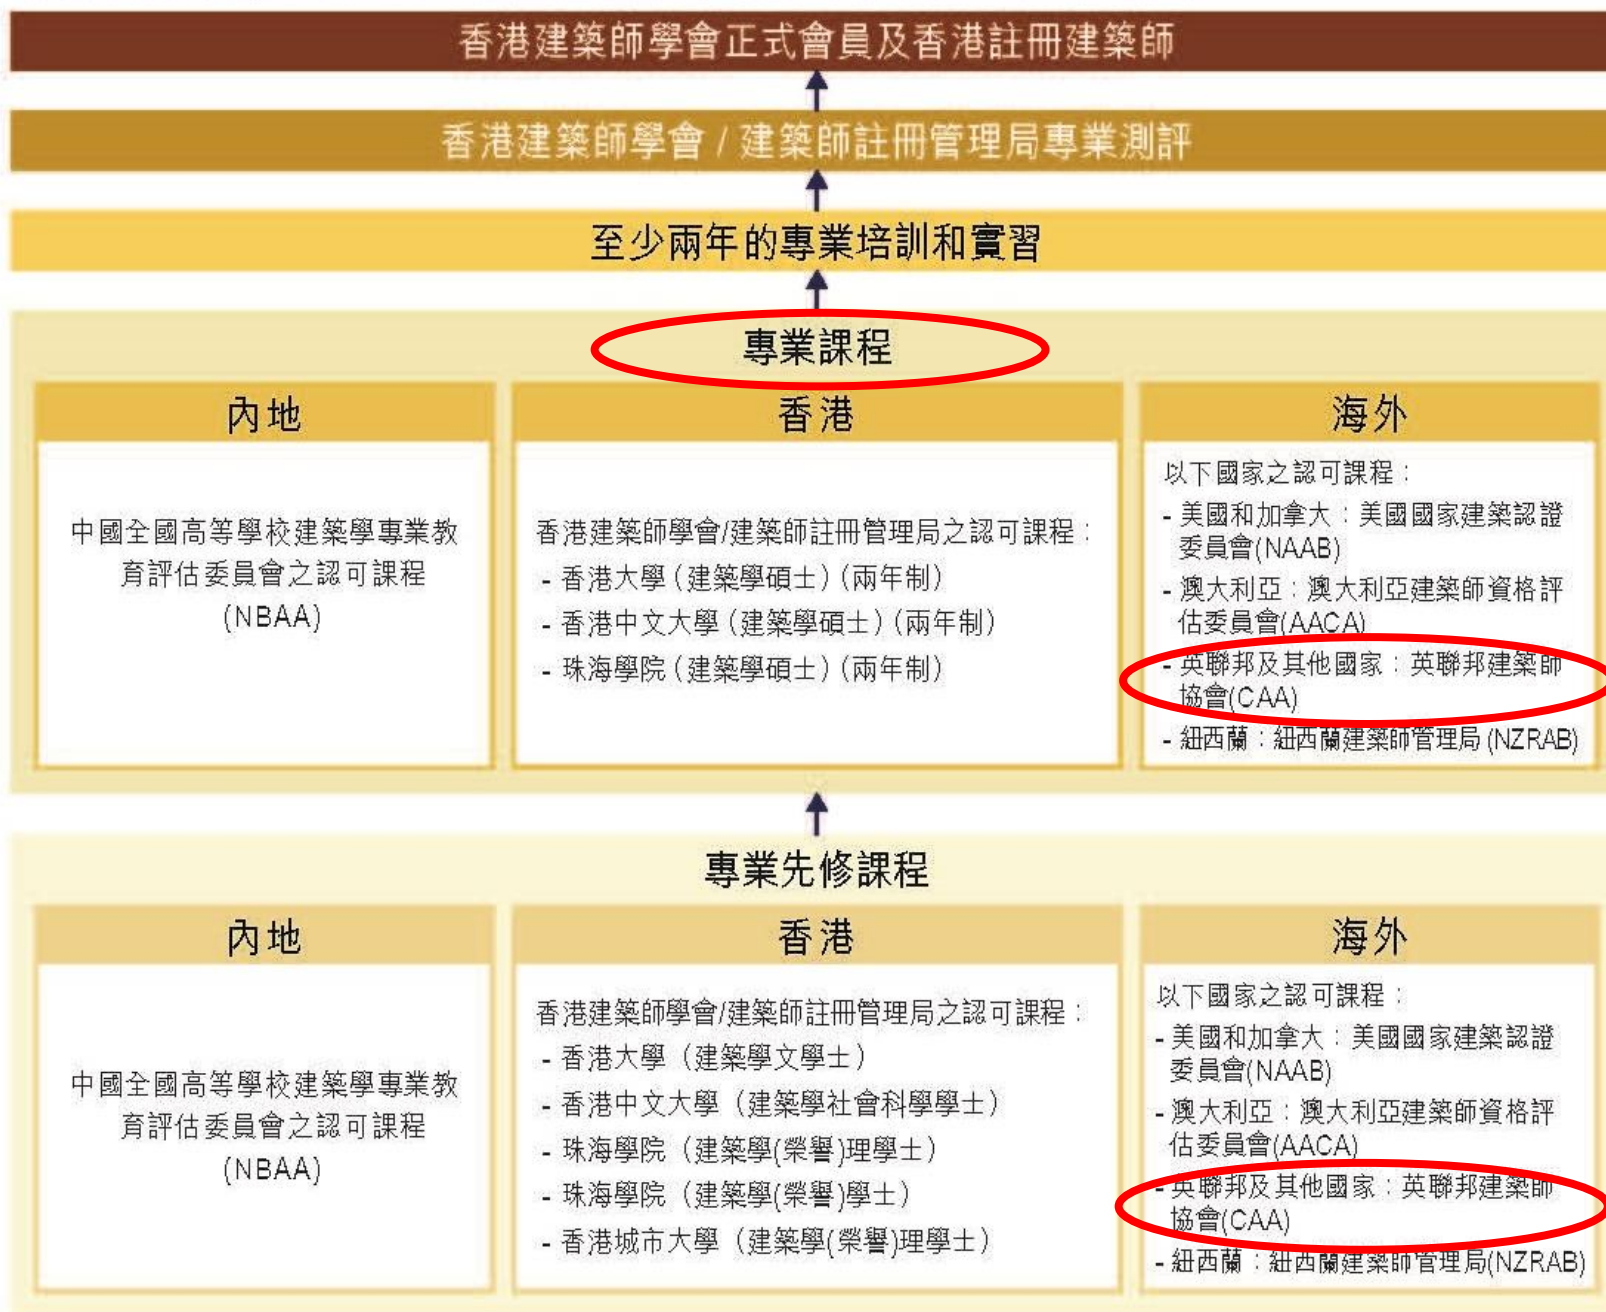 香港建築師學會正式會員及香港註冊建築師
香港建築師學會 / 建築師註冊管理局專業測評
至少兩年的專業培訓和實習
專業課程
內地
中國全國高等學校建築學專業教
育評估委員會之認可課程
(NBAA)
香港
香港建築師學會/建築師註冊管理局之認可課程：
- 香港大學 (建築學碩士) (兩年制)
- 香港中文大學 (建築學碩士) (兩年制)
- 珠海學院 (建築學碩士) (兩年制)
海外
以下國家之認可課程：
- 美國和加拿大：美國國家建築認證
委員會(NAAB)
- 澳大利亞：澳大利亞建築師資格評
估委員會(AACA)
- 英聯邦及其他國家：英聯邦建築師
協會(CAA)
- 紐西蘭：紐西蘭建築師管理局 (NZRAB)
專業先修課程
內地
中國全國高等學校建築學專業教
育評估委員會之認可課程
(NBAA)
香港
香港建築師學會/建築師註冊管理局之認可課程：
- 香港大學 (建築學文學士)
- 香港中文大學 (建築學社會科學學士)
- 珠海學院 (建築學(榮譽)理學士)
- 珠海學院 (建築學(榮譽)學士)
- 香港城市大學 (建築學(榮譽)理學士)
海外
以下國家之認可課程：
- 美國和加拿大：美國國家建築認證
委員會(NAAB)
- 澳大利亞：澳大利亞建築師資格評
估委員會(AACA)
- 英聯邦及其他國家：英聯邦建築師
協會(CAA)
- 紐西蘭：紐西蘭建築師管理局(NZRAB)